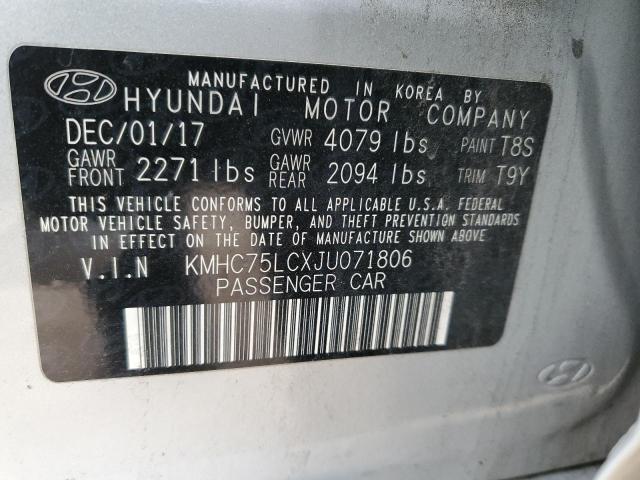 MANUFACTURED IN KOREA BY
HYUNDAI MOTOR COMPANY
DEC/01/17 GVWR 4079 lbs PAINT T8S
GAWR FRONT 2271 lbs GAWR REAR 2094 lbs TRIM T9Y
THIS VEHICLE CONFORMS TO ALL APPLICABLE U.S.A. FEDERAL
MOTOR VEHICLE SAFETY, BUMPER, AND THEFT PREVENTION STANDARDS
IN EFFECT ON THE DATE OF MANUFACTURE SHOWN ABOVE.
V.I.N KMHC75LCXJU071806
PASSENGER CAR